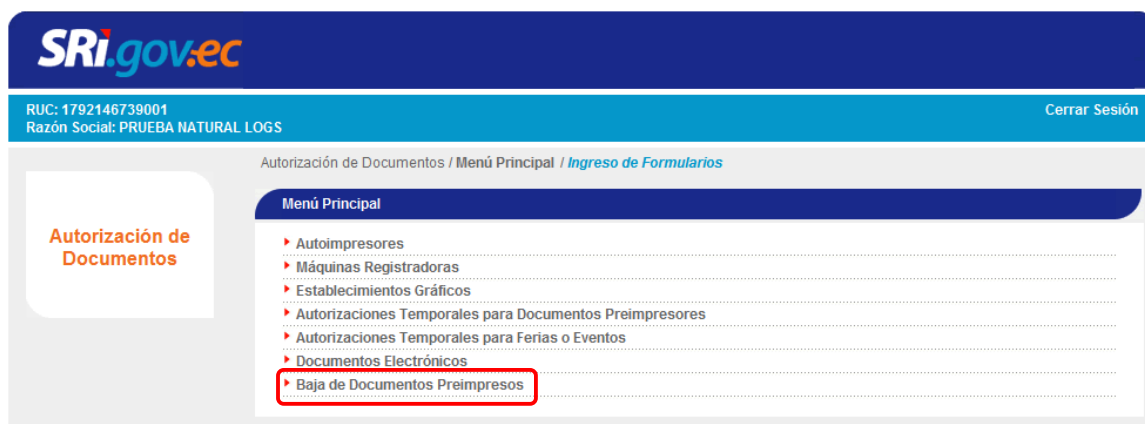 SRi.gov.ec
RUC: 1792146739001
Cerrar Sesión
Razón Social: PRUEBA NATURAL LOGS
Autorización de Documentos / Menú Principal / Ingreso de Formularios
Autorización de
Documentos
Menú Principal
Autoimpresores
Máquinas Registradoras
Establecimientos Gráficos
Autorizaciones Temporales para Documentos Preimpresores
Autorizaciones Temporales para Ferias o Eventos
Documentos Electrónicos
Baja de Documentos Preimpresos